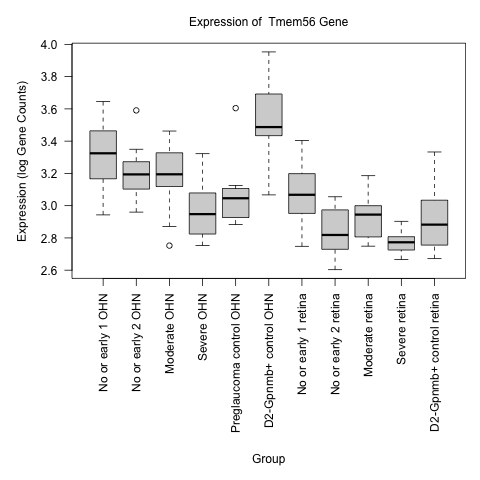 Expression of  Tmem56 Gene
Expression (log Gene Counts)
4.0
3.8
3.6
3.4
3.2
3.0
2.8
2.6
No or early 1 OHN
No or early 2 OHN
Moderate OHN
Severe OHN
Preglaucoma control OHN
D2-Gpnmb+ control OHN
No or early 1 retina
No or early 2 retina
Moderate retina
Severe retina
D2-Gpnmb+ control retina
Group